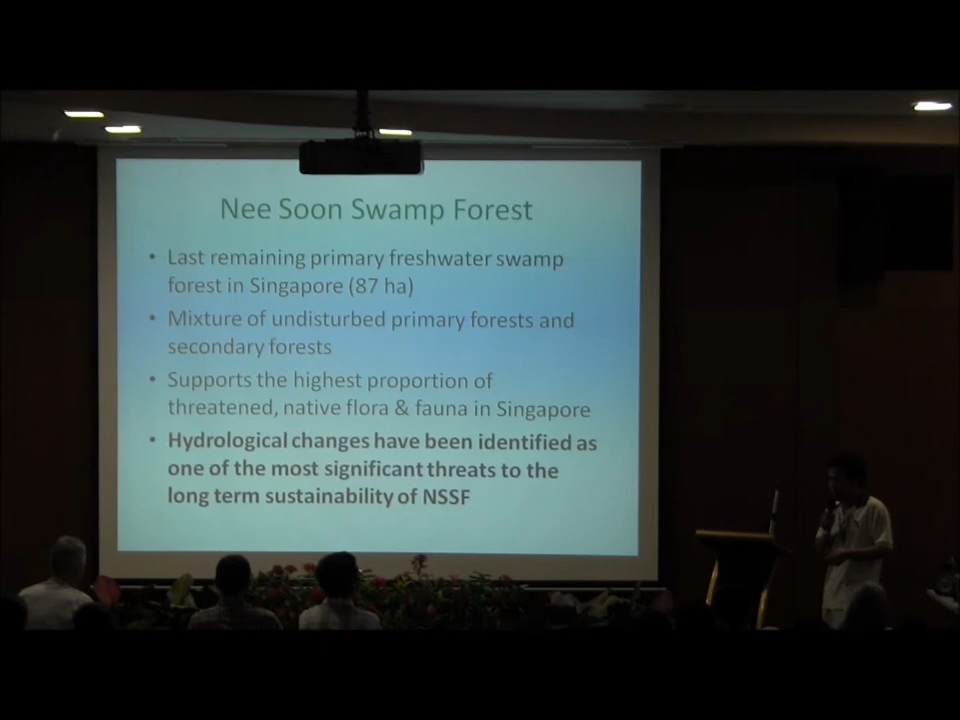 Nee Soon Swamp Forest
• Last remaining primary freshwater swamp
forest in Singapore (87 ha)
• Mixture of undisturbed primary forests and
secondary forests
• Supports the highest proportion of
threatened, native flora & fauna in Singapore
• Hydrological changes have been identified as
one of the most significant threats to the
long term sustainability of NSSF